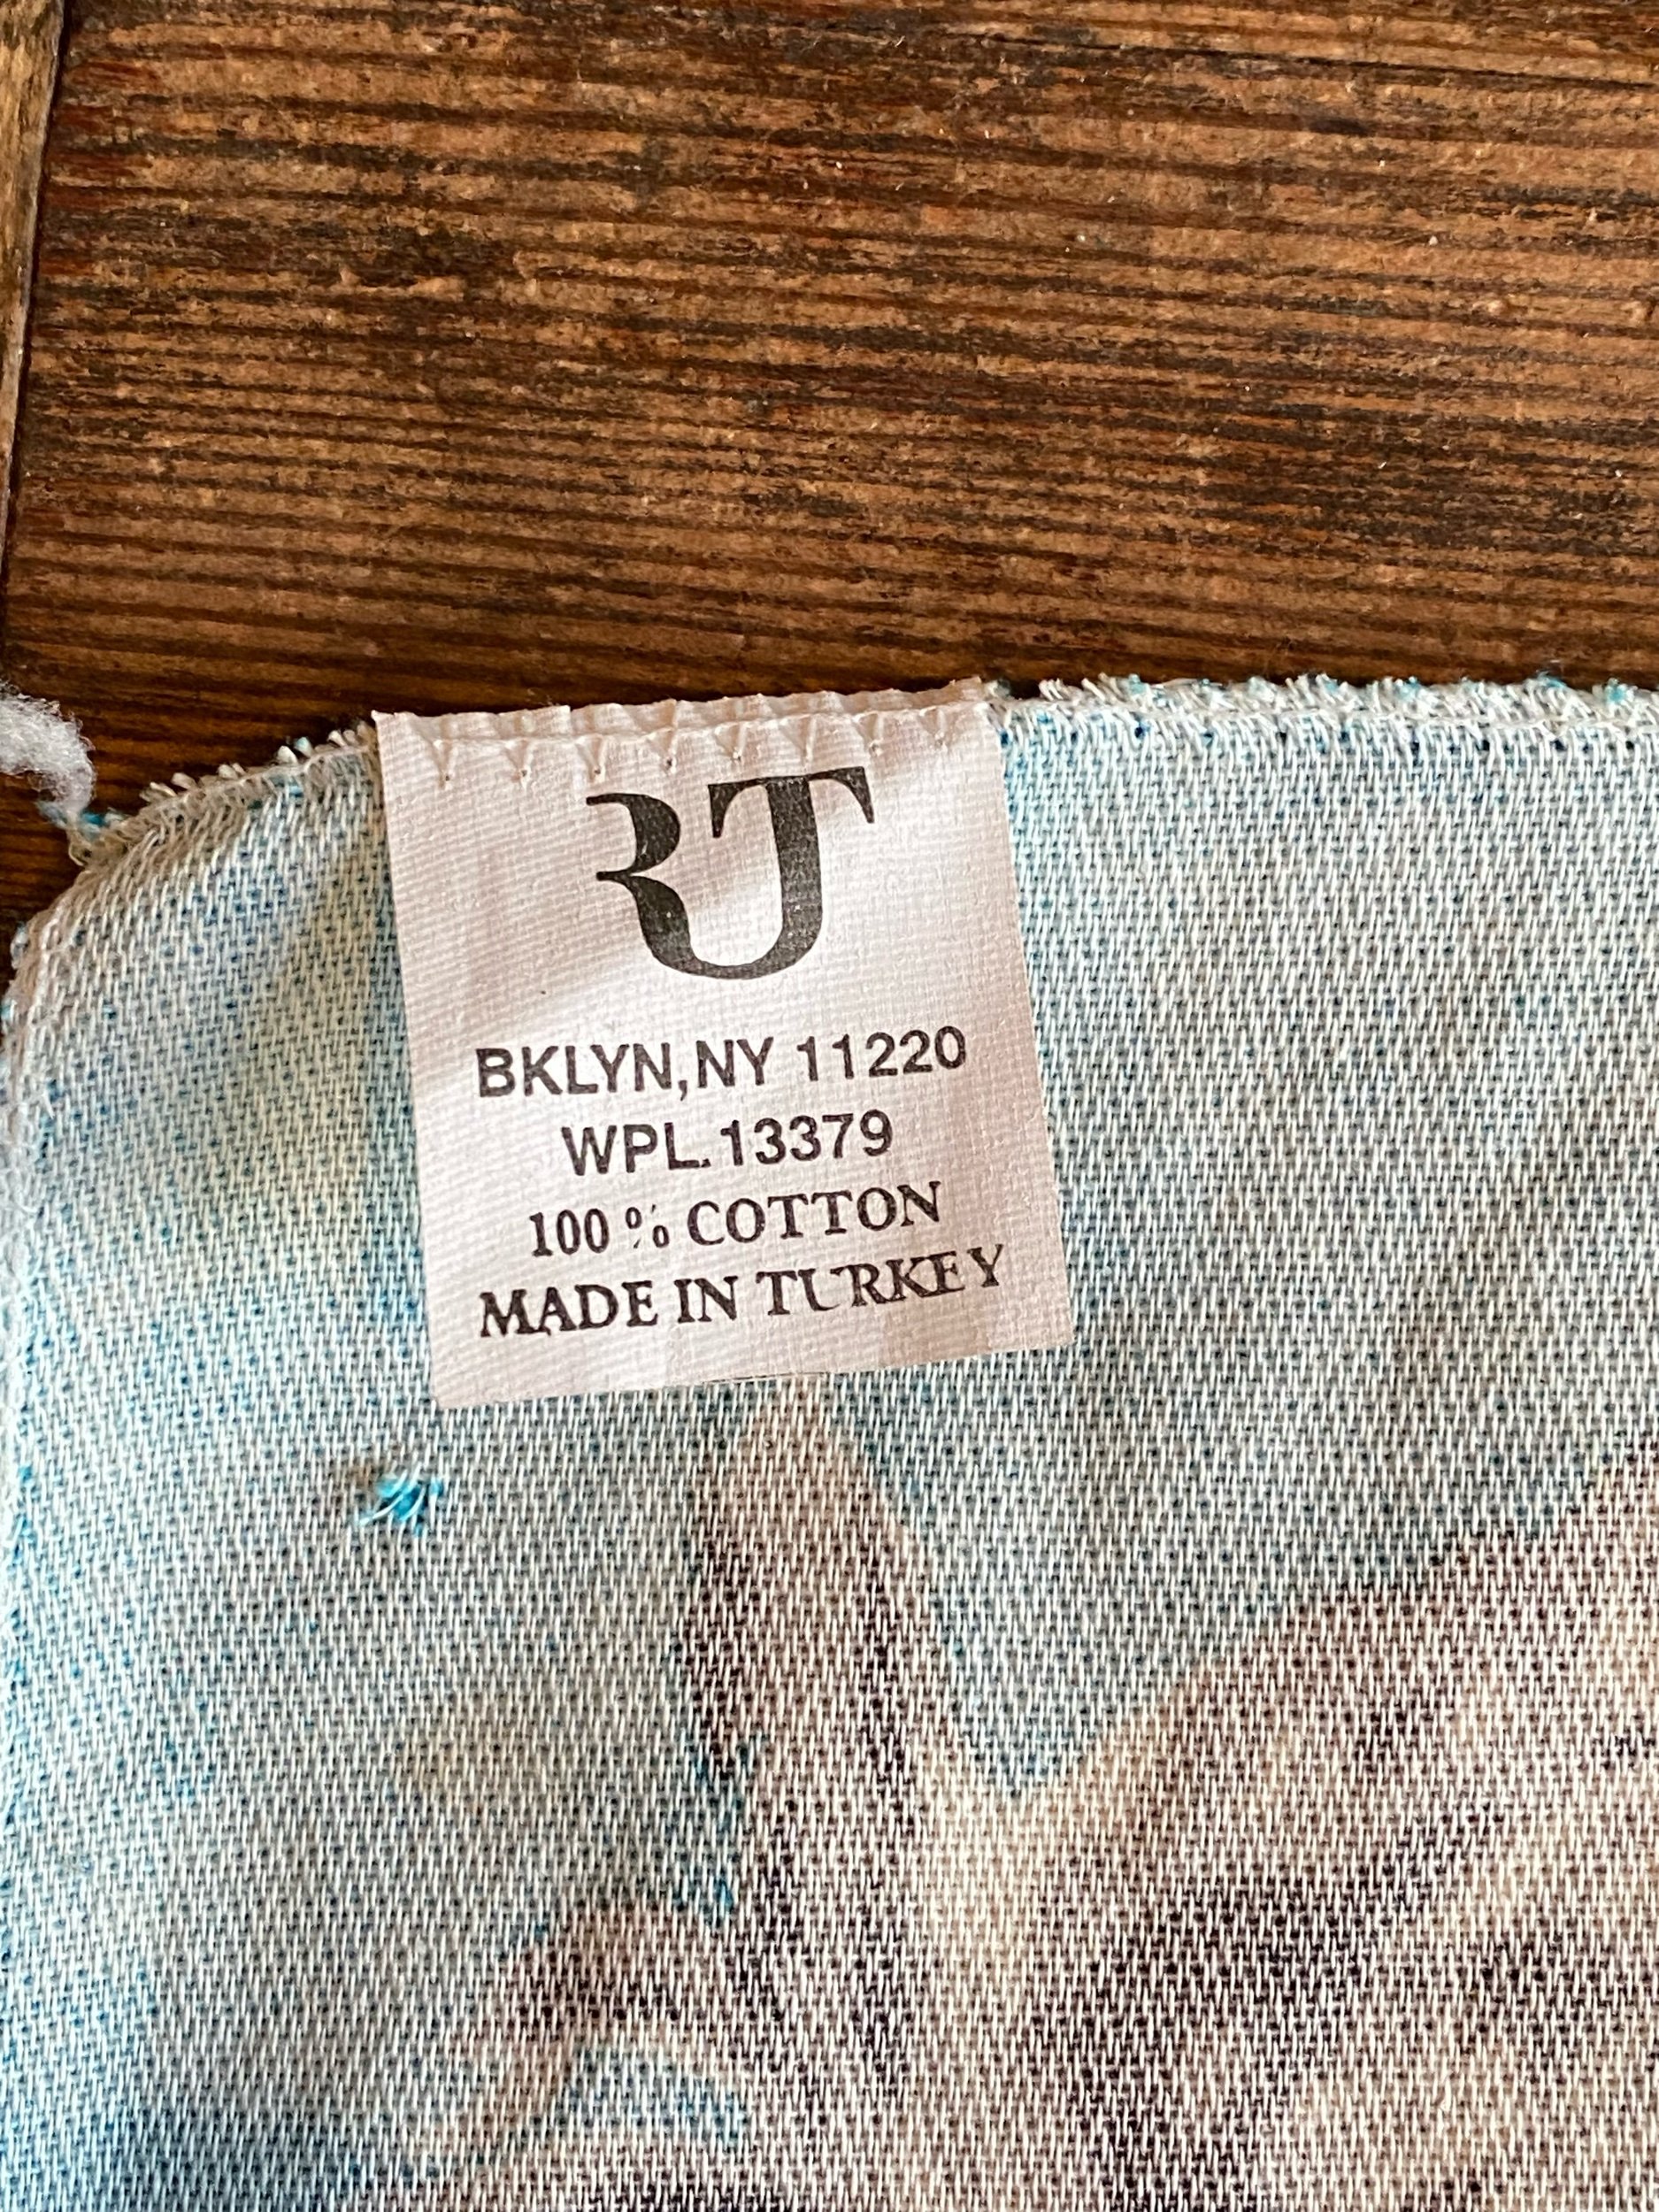 RT
BKLYN,NY 11220
WPL.13379
100 % COTTON
MADE IN TURKEY